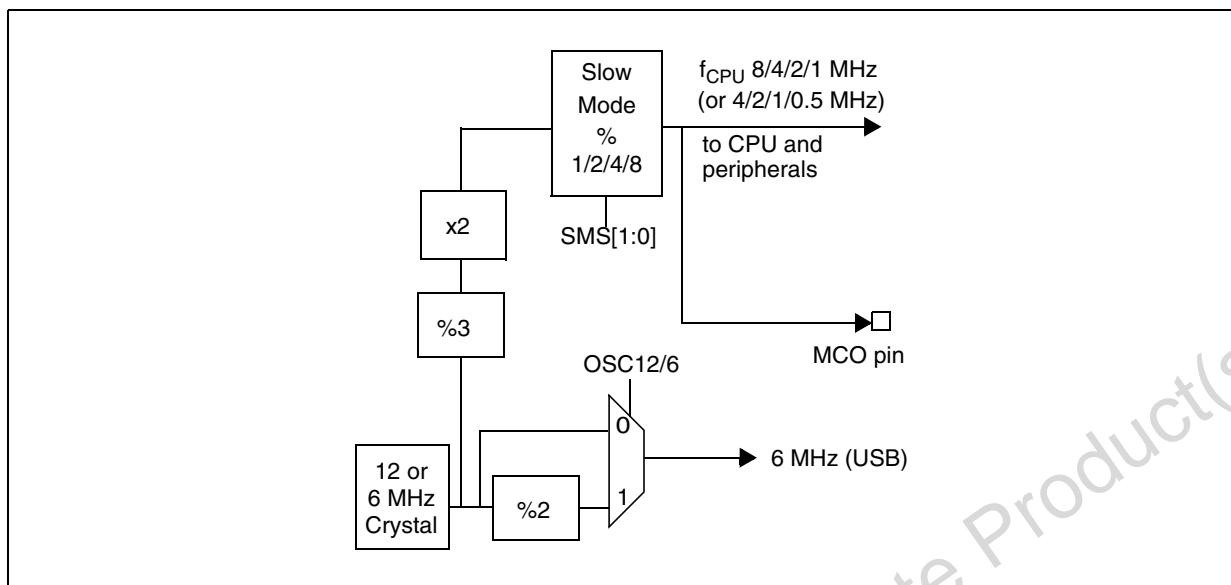 Slow
Mode
%
1/2/4/8
fCPU 8/4/2/1 MHz
(or 4/2/1/0.5 MHz)
to CPU and
peripherals
x2
SMS[1:0]
%3
MCO pin
OSC12/6
0
6 MHz (USB)
1
12 or
6 MHz
Crystal
%2
Product(s